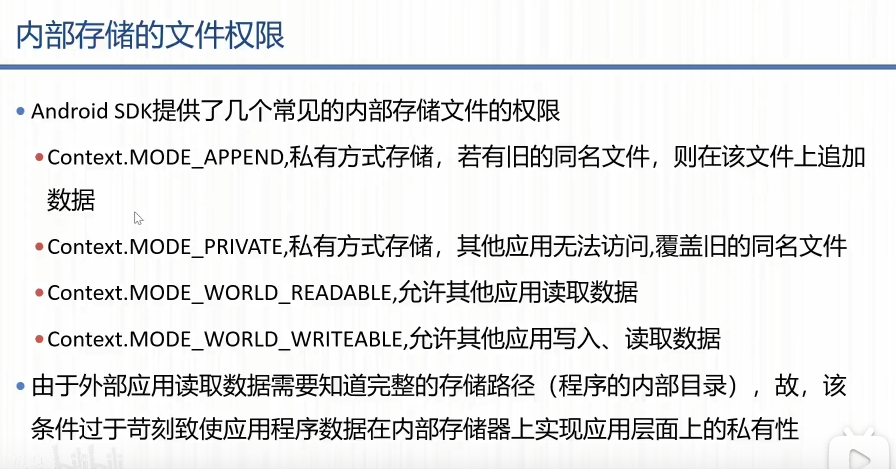 内部存储的文件权限
Android SDK提供了几个常见的内部存储文件的权限
Context.MODE_APPEND,私有方式存储，若有旧的同名文件，则在该文件上追加
数据
Context.MODE_PRIVATE,私有方式存储，其他应用无法访问,覆盖旧的同名文件
Context.MODE_WORLD_READABLE,允许其他应用读取数据
Context.MODE_WORLD_WRITEABLE,允许其他应用写入、读取数据
由于外部应用读取数据需要知道完整的存储路径（程序的内部目录），故，该
条件过于苛刻致使应用程序数据在内部存储器上实现应用层面上的私有性